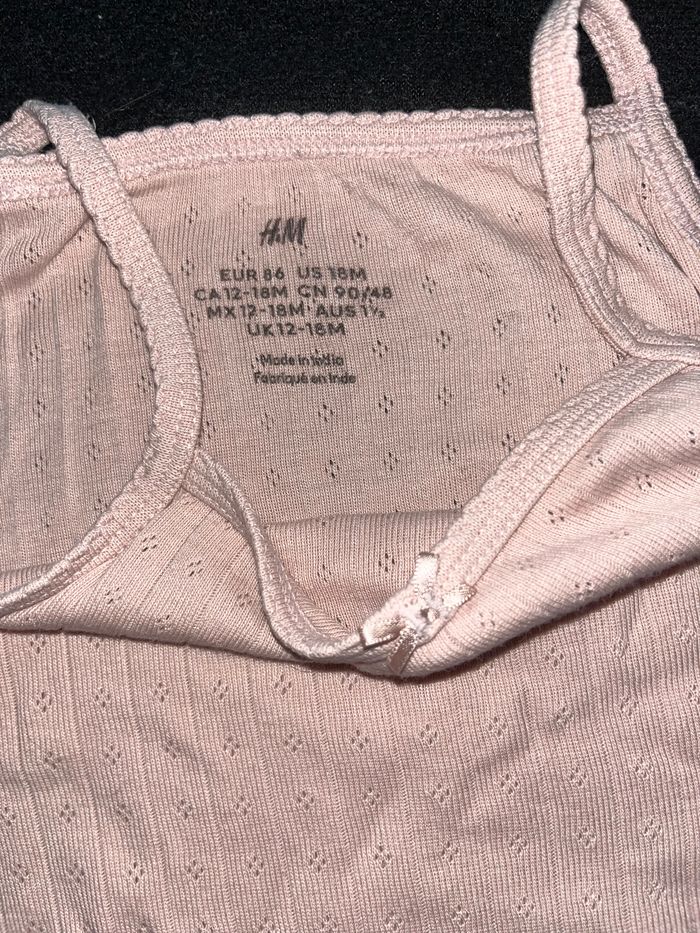 H&M
EUR 86 US 18M
CA 12-18M CN 90/48
MX 12-18M AUS 1½
UK 12-18M
Made in India
Fabriqué en Inde